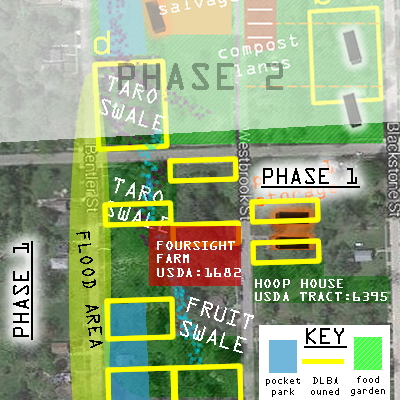 salvage
b
compost
lanes
d
PHASE 2
TARO
SWALE
Bentler St
Westbrook St
Blackstone St
PHASE 1
TARO
SWALE
FOURSIGHT
FARM
USDA:1682
HOOP HOUSE
USDA TRACT:6395
PHASE 1
FLOOD AREA
FRUIT
SWALE
KEY
pocket
park
DLBA
owned
food
garden